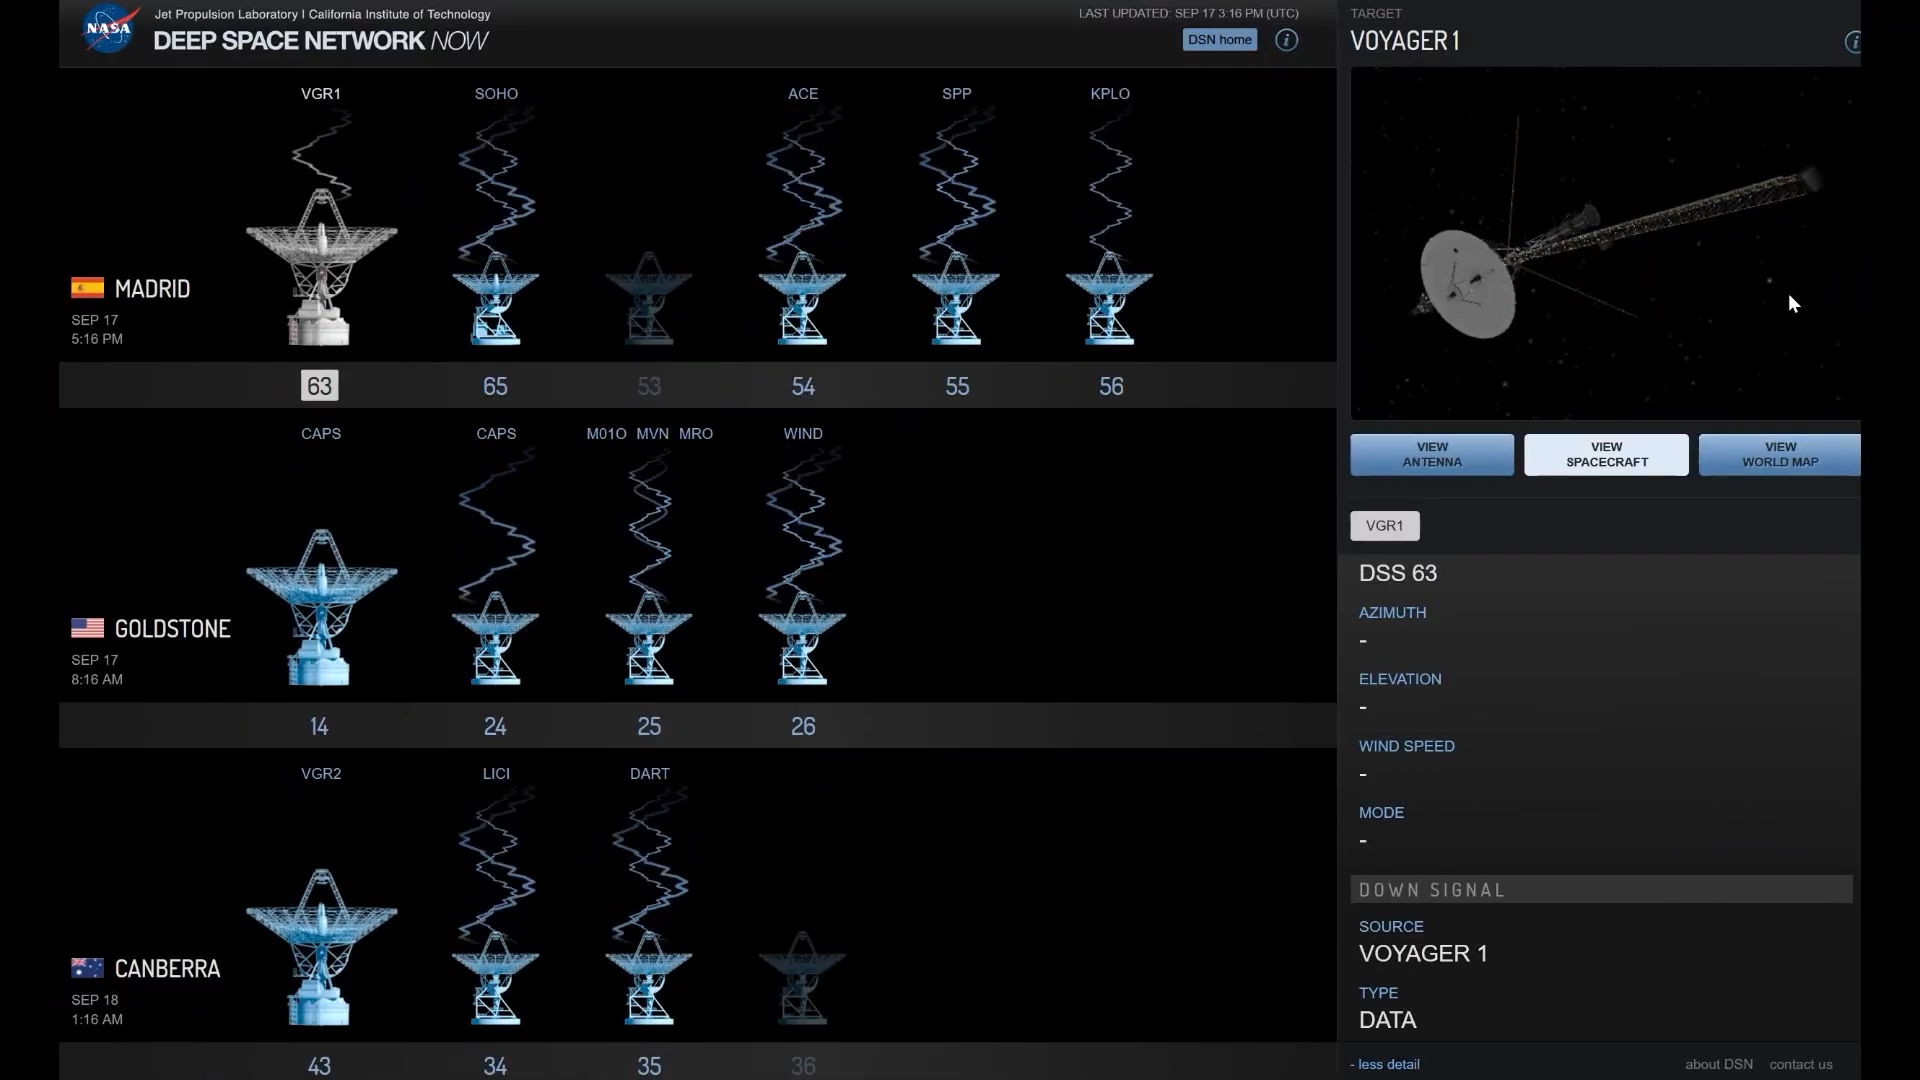 NASA
Jet Propulsion Laboratory | California Institute of Technology
DEEP SPACE NETWORK NOW
LAST UPDATED: SEP 17 3:16 PM (UTC)
DSN home
i
TARGET
VOYAGER 1
i
VGR1 SOHO ACE SPP KPLO
MADRID
SEP 17
5:16 PM
63 65 53 54 55 56
CAPS CAPS M01O MVN MRO WIND
GOLDSTONE
SEP 17
8:16 AM
14 24 25 26
VGR2 LICI DART
CANBERRA
SEP 18
1:16 AM
43 34 35 36
VIEW ANTENNA
VIEW SPACECRAFT
VIEW WORLD MAP
VGR1
DSS 63
AZIMUTH
-
ELEVATION
-
WIND SPEED
-
MODE
-
DOWN SIGNAL
SOURCE
VOYAGER 1
TYPE
DATA
- less detail
about DSN contact us